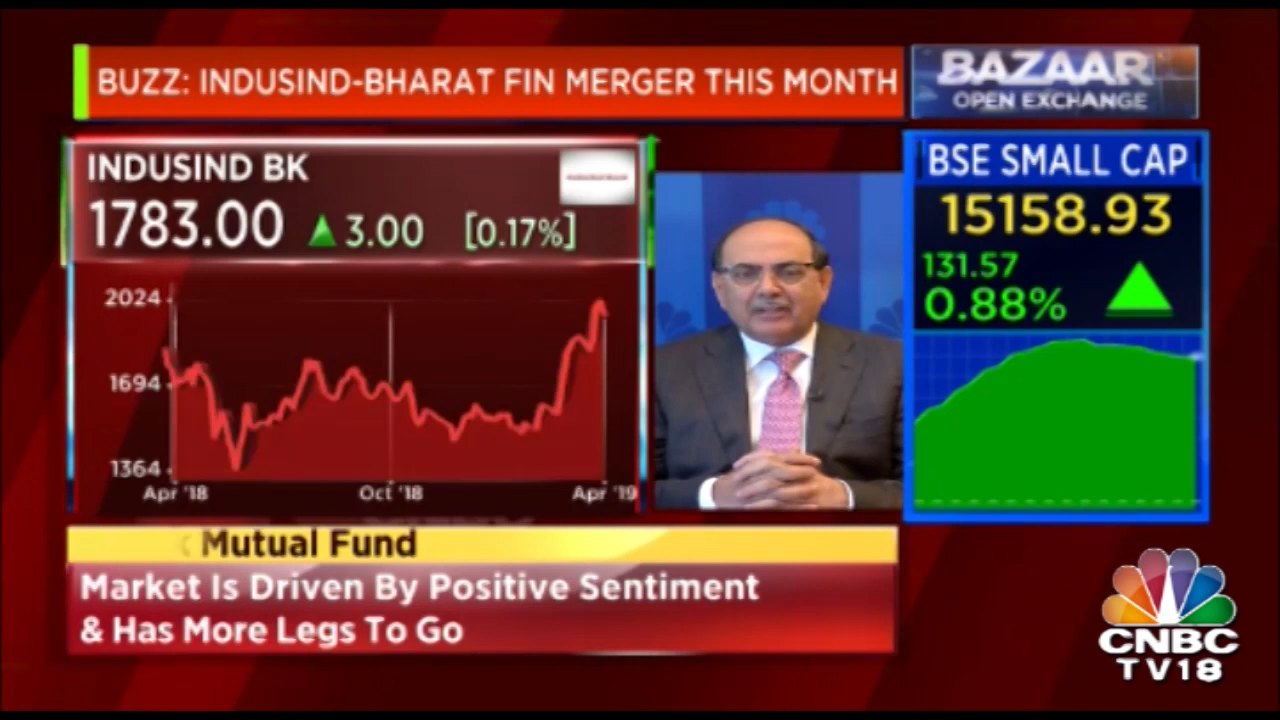 BUZZ: INDUSIND-BHARAT FIN MERGER THIS MONTH
BAZAAR
OPEN EXCHANGE
INDUSIND BK
1783.00 ▲ 3.00 [0.17%]
2024
1694
1364
Apr '18 Oct '18 Apr '19
BSE SMALL CAP
15158.93
131.57
0.88%
Mutual Fund
Market Is Driven By Positive Sentiment
& Has More Legs To Go
CNBC
TV18